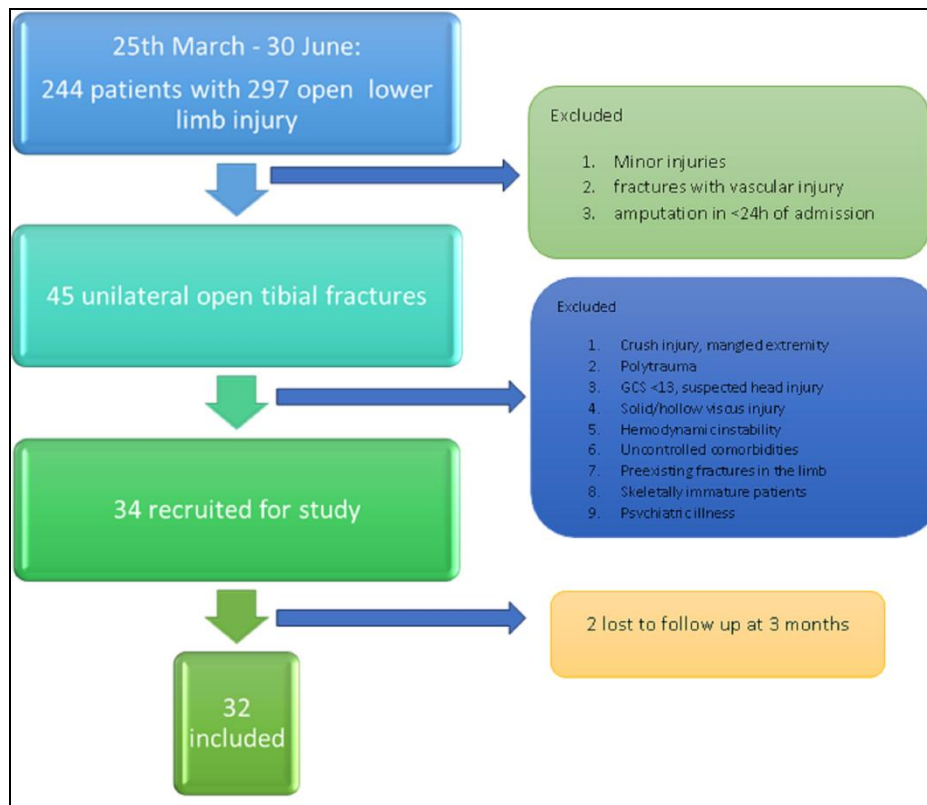 25th March - 30 June:
244 patients with 297 open lower
limb injury
Excluded
1. Minor injuries
2. fractures with vascular injury
3. amputation in <24h of admission
45 unilateral open tibial fractures
Excluded
1. Crush injury, mangled extremity
2. Polytrauma
3. GCS <13, suspected head injury
4. Solid/hollow viscus injury
5. Hemodynamic instability
6. Uncontrolled comorbidities
7. Preexisting fractures in the limb
8. Skeletally immature patients
9. Psychiatric illness
34 recruited for study
2 lost to follow up at 3 months
32
included